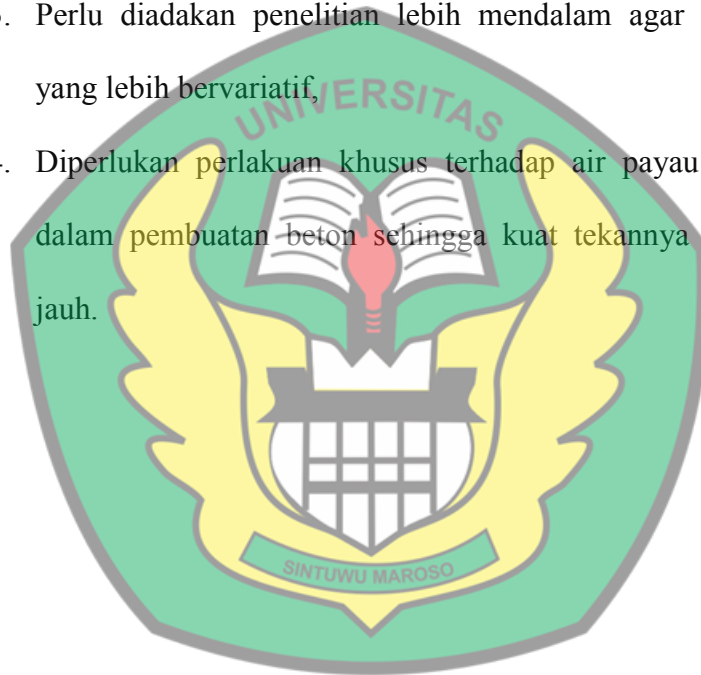 . Perlu diadakan penelitian lebih mendalam agar
yang lebih bervariatif,
UNIVERSITAS
. Diperlukan perlakuan khusus terhadap air payau
dalam pembuatan beton sehingga kuat tekannya
jauh.
SINTUWU MAROSO